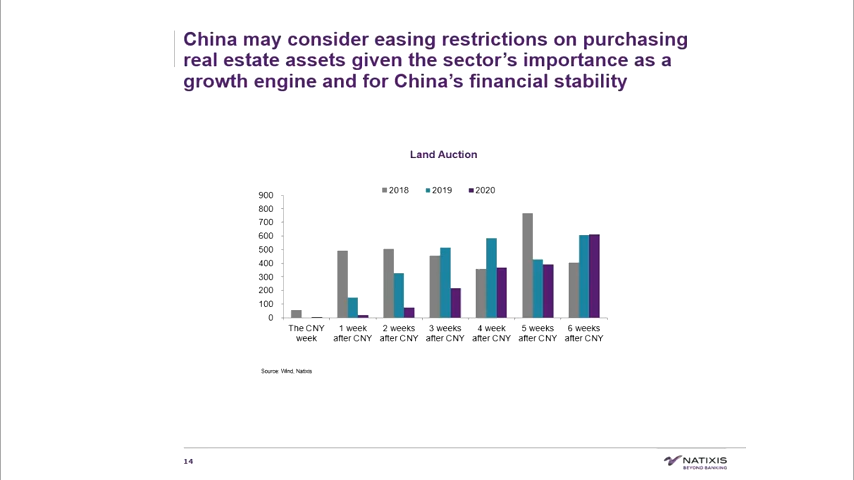 China may consider easing restrictions on purchasing
real estate assets given the sector's importance as a
growth engine and for China's financial stability
Land Auction
2018 2019 2020
900
800
700
600
500
400
300
200
100
0
The CNY week
1 week after CNY
2 weeks after CNY
3 weeks after CNY
4 week after CNY
5 weeks after CNY
6 weeks after CNY
Source: Wind, Natixis
14
NATIXIS
BEYOND BANKING